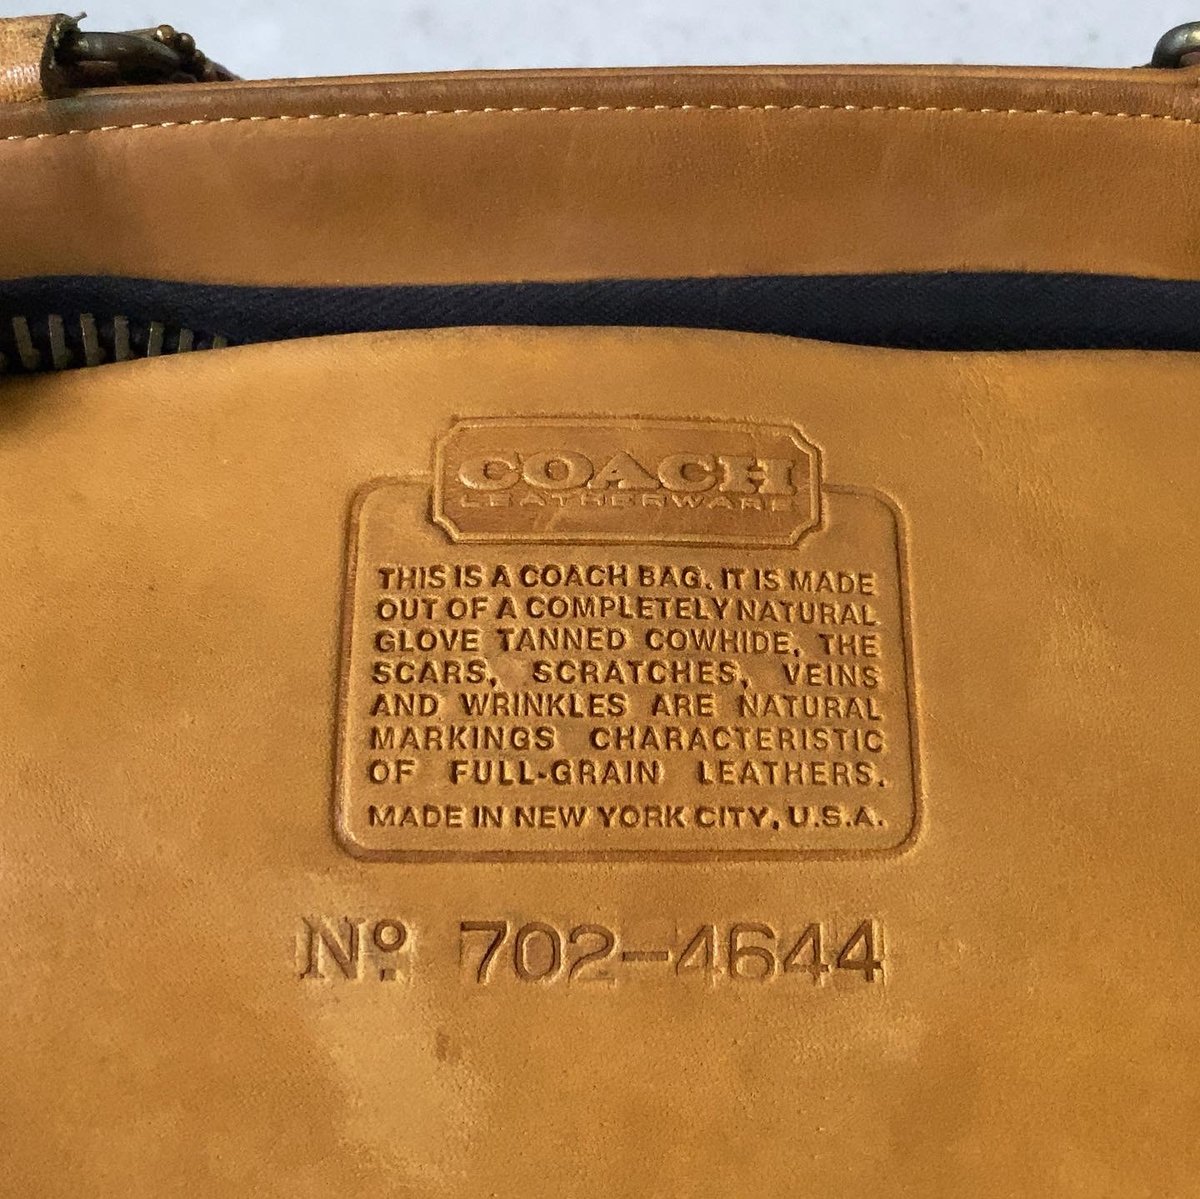 COACH
LEATHERWARE
THIS IS A COACH BAG. IT IS MADE
OUT OF A COMPLETELY NATURAL
GLOVE TANNED COWHIDE, THE
SCARS, SCRATCHES, VEINS
AND WRINKLES ARE NATURAL
MARKINGS CHARACTERISTIC
OF FULL-GRAIN LEATHERS.
MADE IN NEW YORK CITY, U.S.A.
Nº 702-4644